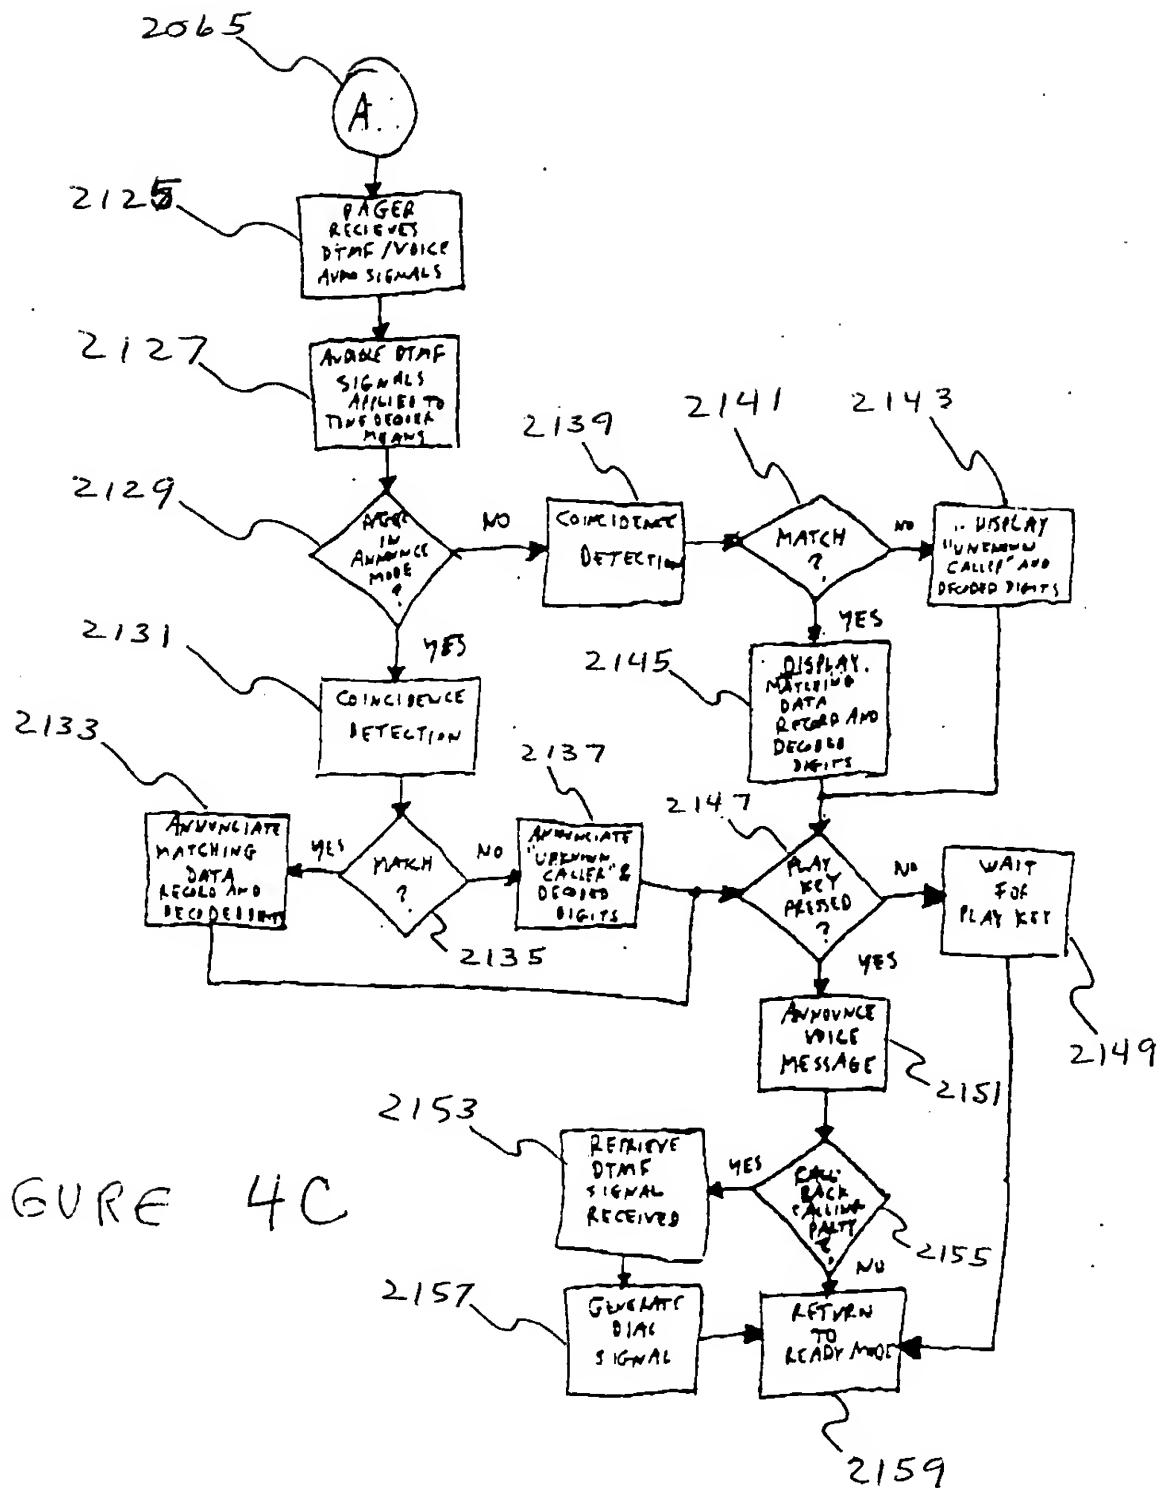 2065
A
2125
PAGER
RECIEVES
DTMF/VOICE
AUDIO SIGNALS
2127
AUDIBLE DTMF
SIGNALS
APPLIED TO
TONE DECODER
MEANS
2129
PAGER
IN
ANNOUNCE
MODE
?
NO
YES
2139
COINCIDENCE
DETECTION
2141
MATCH
?
NO
YES
2143
DISPLAY
"UNKNOWN
CALLER" AND
DECODED DIGITS
2145
DISPLAY
MATCHING
DATA
RECORD AND
DECODED
DIGITS
2131
COINCIDENCE
DETECTION
2133
ANNUNCIATE
MATCHING
DATA
RECORD AND
DECODED DIGITS
YES
MATCH
?
2135
NO
2137
ANNUNCIATE
"UNKNOWN
CALLER" &
DECODED
DIGITS
2147
PLAY
KEY
PRESSED
?
NO
YES
WAIT
FOR
PLAY KEY
2149
ANNOUNCE
VOICE
MESSAGE
2151
2153
RETRIEVE
DTMF
SIGNAL
RECEIVED
YES
CALL
BACK
CALLING
PARTY
?
2155
NO
2157
GENERATE
DIAL
SIGNAL
RETURN
TO
READY MODE
2159
GURE 4C